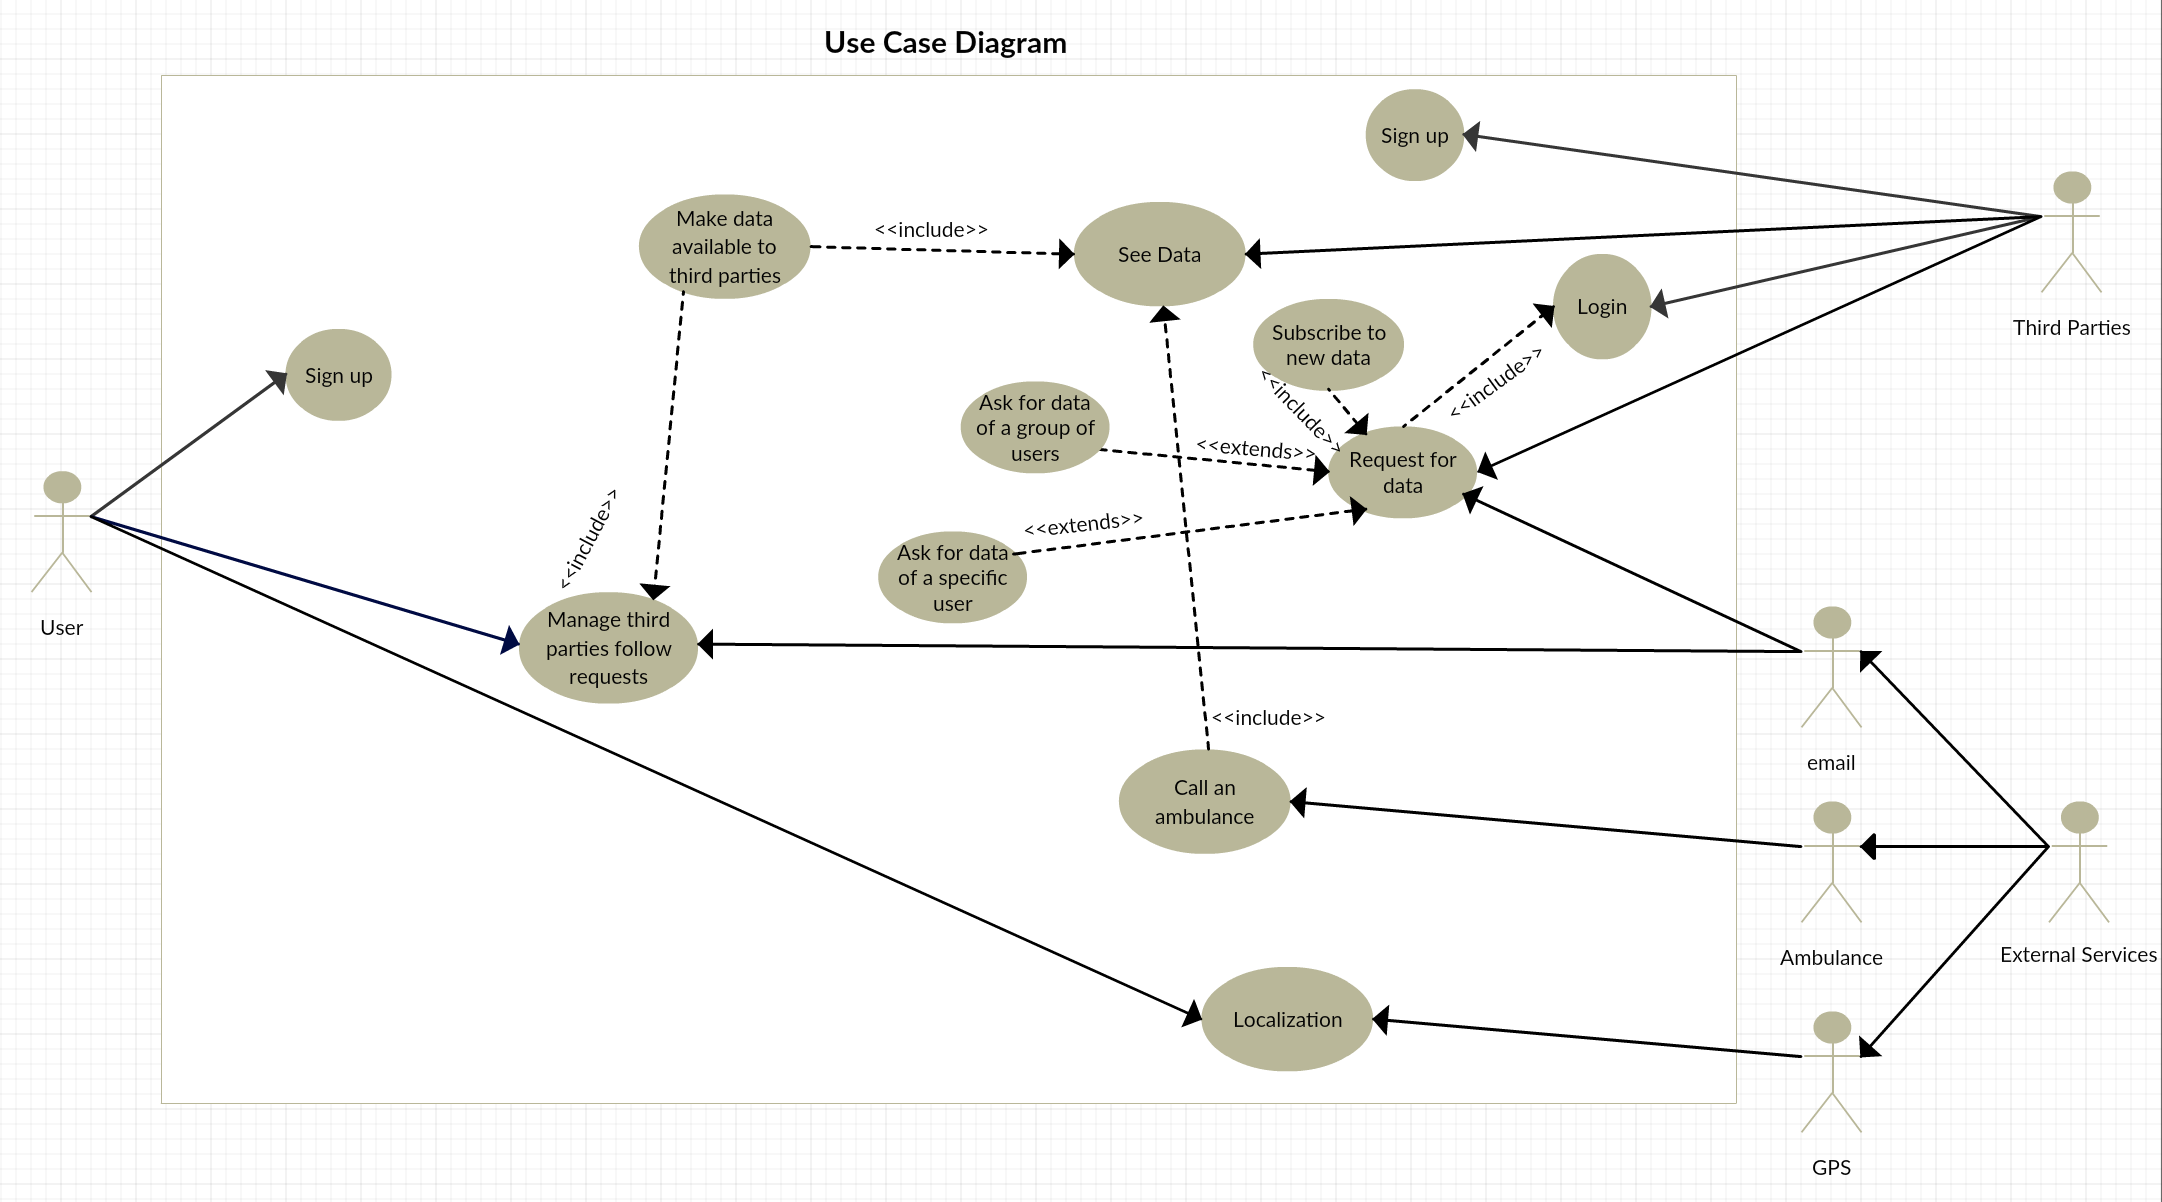 Use Case Diagram
Sign up
Make data
available to
third parties
<<include>>
See Data
Third Parties
Login
Subscribe to
new data
<<include>>
<<include>>
Sign up
Ask for data
of a group of
users
<<extends>>
Request for
data
<<include>>
<<extends>>
Ask for data
of a specific
user
User
Manage third
parties follow
requests
<<include>>
email
Call an
ambulance
Ambulance
External Services
Localization
GPS